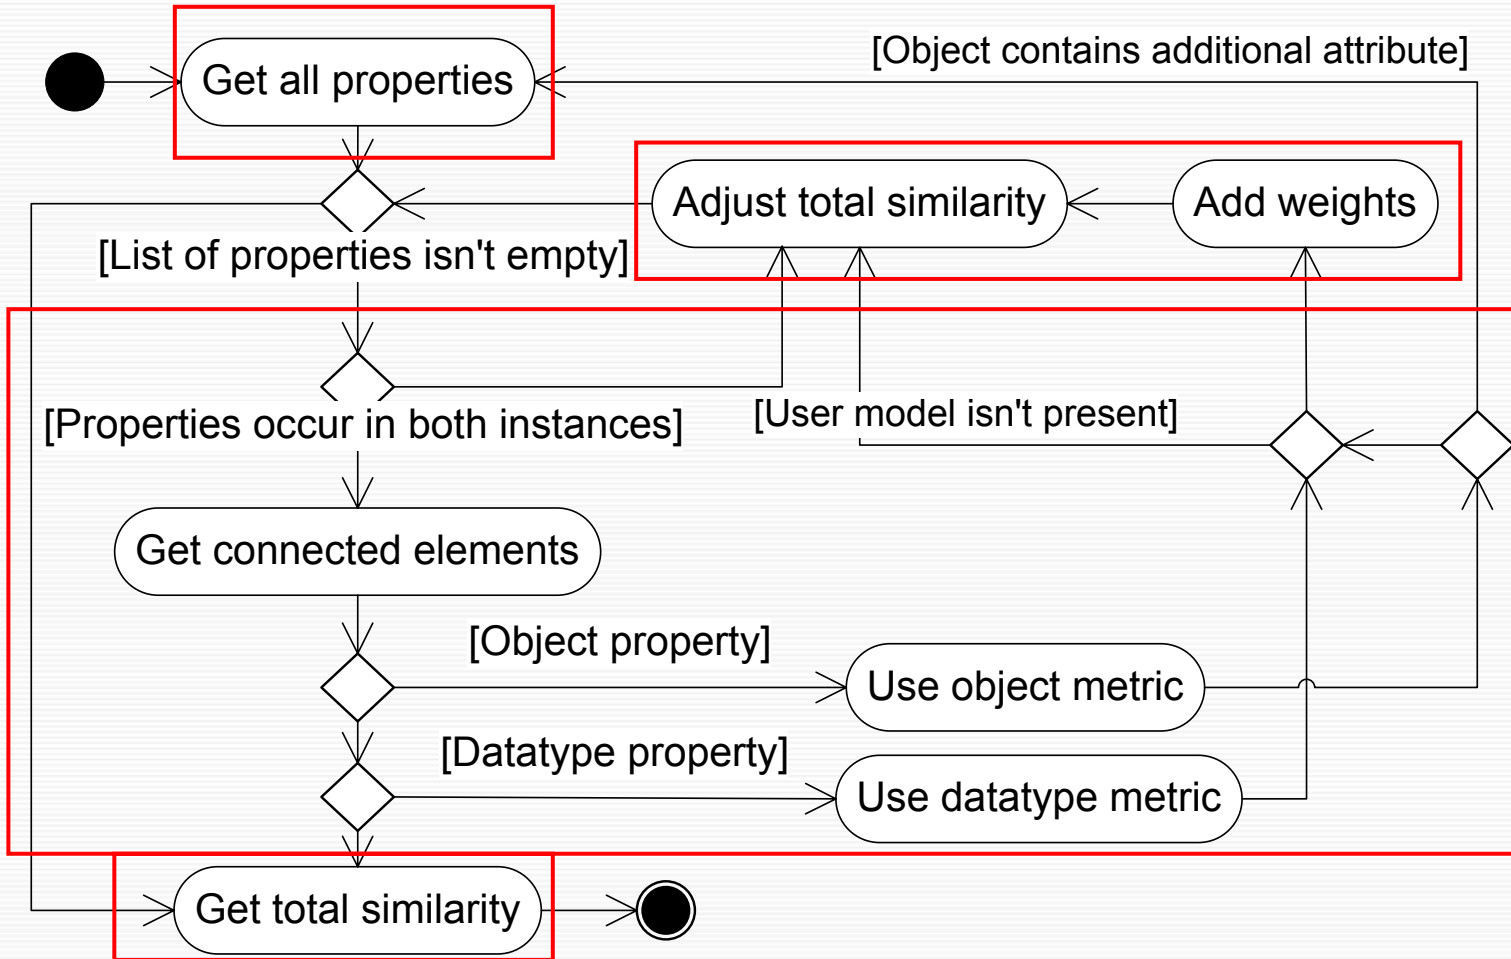 [Object contains additional attribute]
Get all properties
Adjust total similarity
Add weights
[List of properties isn't empty]
[Properties occur in both instances]
[User model isn't present]
Get connected elements
[Object property]
Use object metric
[Datatype property]
Use datatype metric
Get total similarity